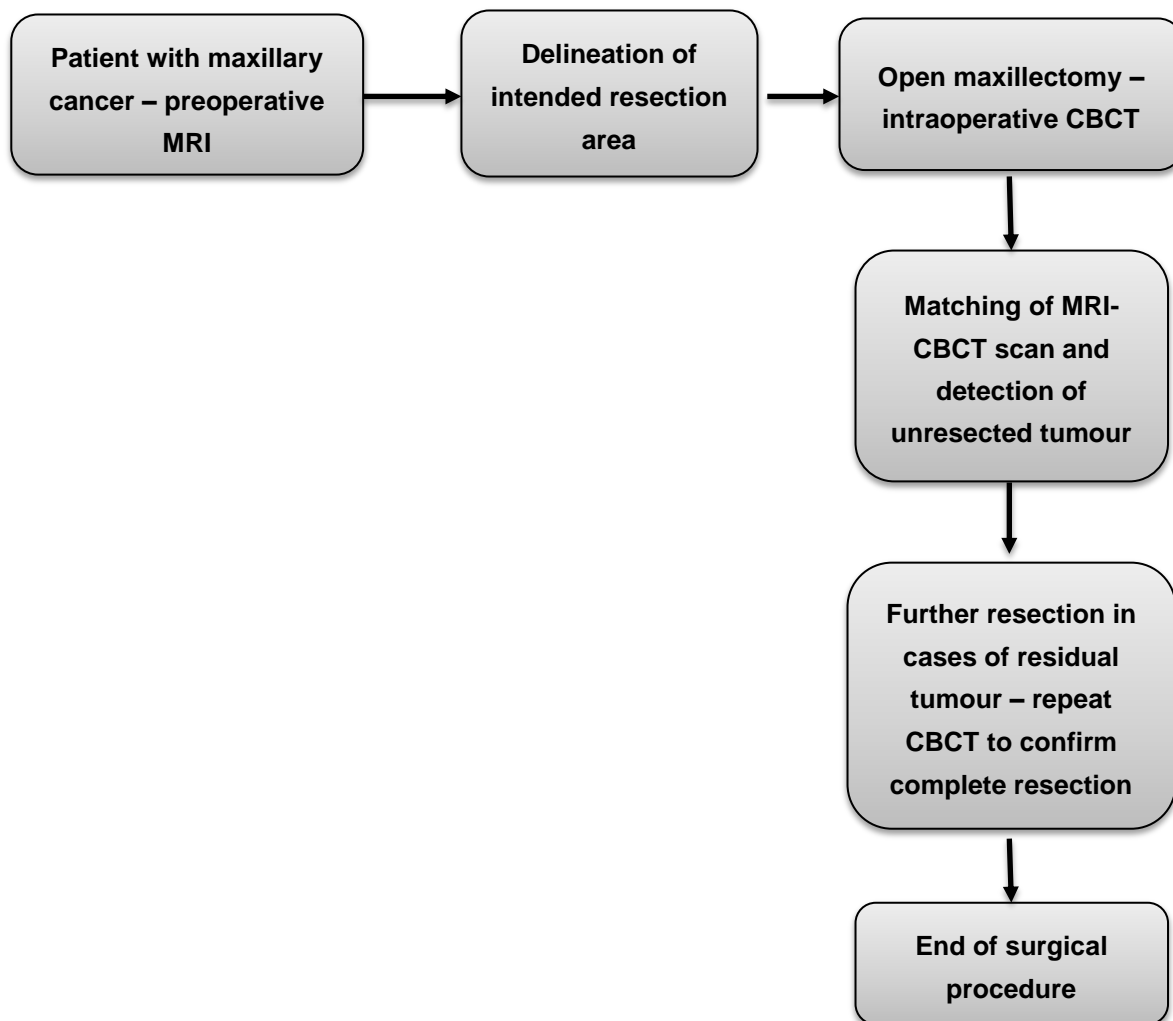 Patient with maxillary
cancer – preoperative
MRI
Delineation of
intended resection
area
Open maxillectomy –
intraoperative CBCT
Matching of MRI-
CBCT scan and
detection of
unresected tumour
Further resection in
cases of residual
tumour – repeat
CBCT to confirm
complete resection
End of surgical
procedure